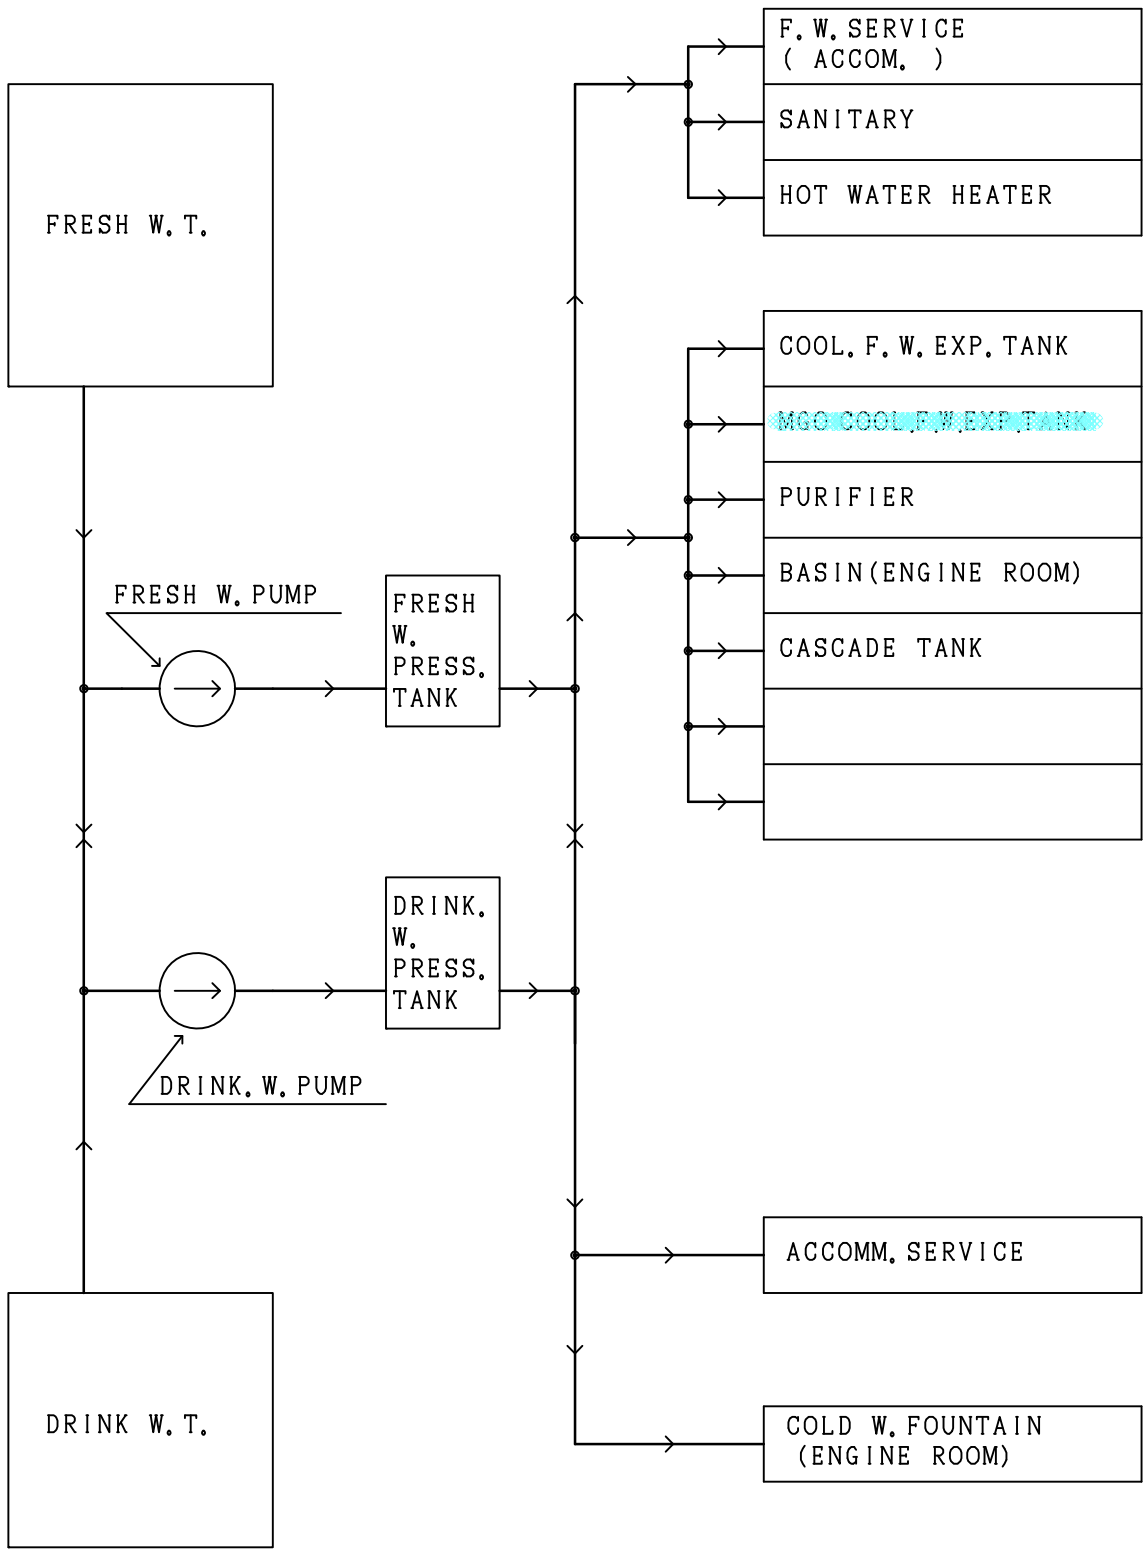 F.W.SERVICE
( ACCOM. )
SANITARY
HOT WATER HEATER
FRESH W.T.
COOL.F.W.EXP.TANK
MGO COOL.F.W.EXP.TANK
PURIFIER
BASIN(ENGINE ROOM)
CASCADE TANK
FRESH W.PUMP
FRESH
W.
PRESS.
TANK
DRINK.
W.
PRESS.
TANK
DRINK.W.PUMP
ACCOMM.SERVICE
DRINK W.T.
COLD W.FOUNTAIN
(ENGINE ROOM)